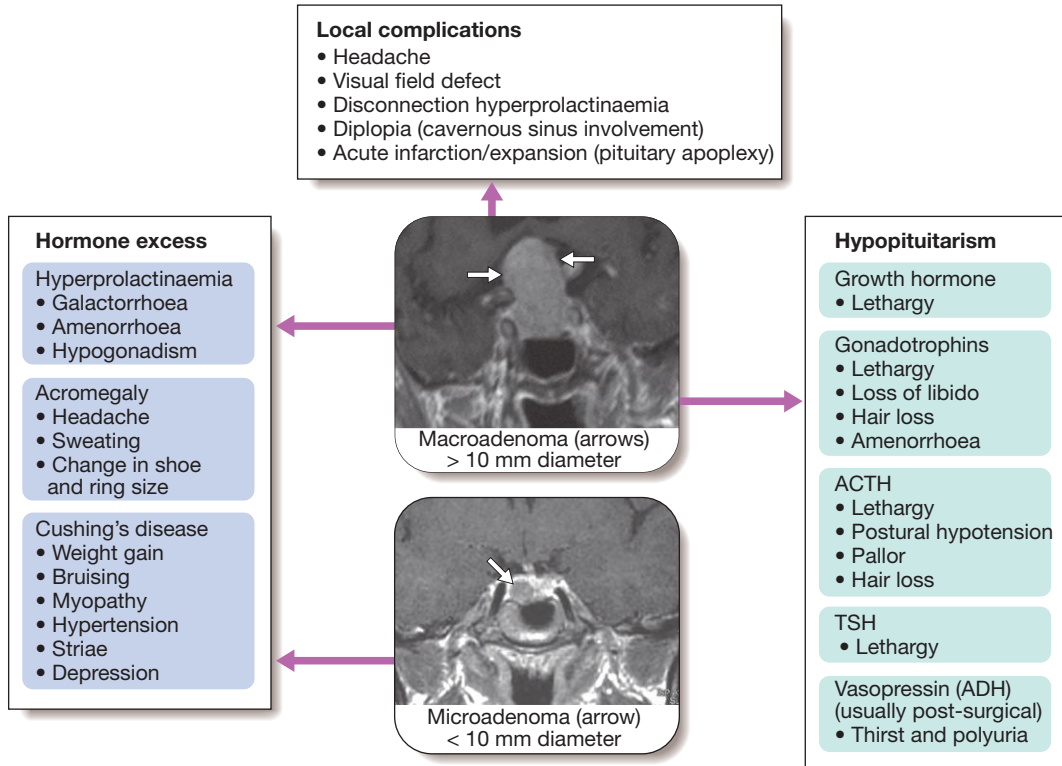 Local complications
• Headache
• Visual field defect
• Disconnection hyperprolactinaemia
• Diplopia (cavernous sinus involvement)
• Acute infarction/expansion (pituitary apoplexy)
Hormone excess
Hyperprolactinaemia
• Galactorrhoea
• Amenorrhoea
• Hypogonadism
Acromegaly
• Headache
• Sweating
• Change in shoe
and ring size
Cushing's disease
• Weight gain
• Bruising
• Myopathy
• Hypertension
• Striae
• Depression
Macroadenoma (arrows)
> 10 mm diameter
Microadenoma (arrow)
< 10 mm diameter
Hypopituitarism
Growth hormone
• Lethargy
Gonadotrophins
• Lethargy
• Loss of libido
• Hair loss
• Amenorrhoea
ACTH
• Lethargy
• Postural hypotension
• Pallor
• Hair loss
TSH
• Lethargy
Vasopressin (ADH)
(usually post-surgical)
• Thirst and polyuria